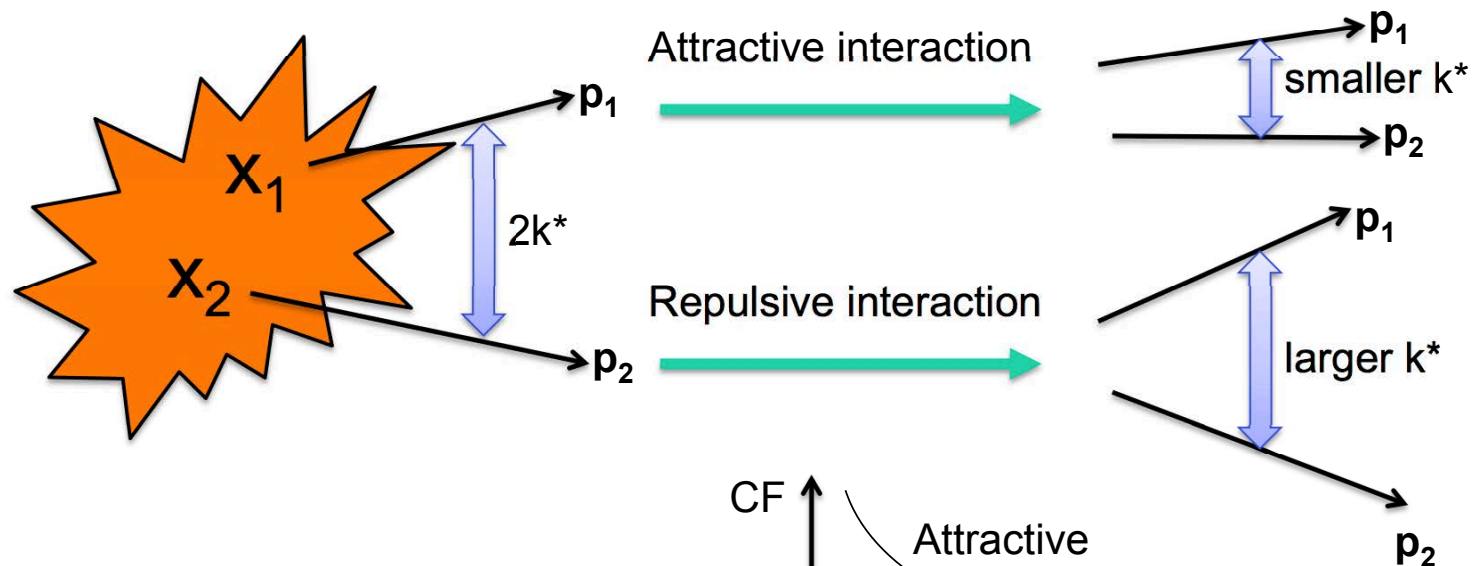 Attractive interaction
p₁
smaller k*
p₂
x₁
x₂
p₁
2k*
p₂
Repulsive interaction
p₁
larger k*
p₂
CF
Attractive